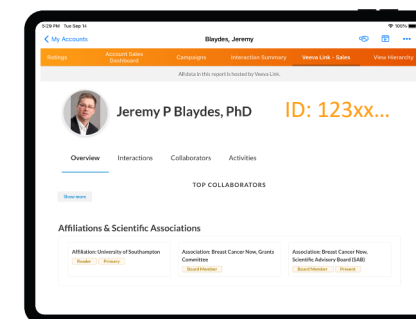 5:29 PM Tue Sep 14
100%
My Accounts
Blaydes, Jeremy
Ratings
Account Sales Dashboard
Campaigns
Interaction Summary
Veeva Link - Sales
View Hierarchy
All data in this report is hosted by Veeva Link.
Jeremy P Blaydes, PhD
ID: 123xx...
Overview
Interactions
Collaborators
Activities
TOP COLLABORATORS
Show more
Affiliations & Scientific Associations
Affiliation: University of Southampton
Reader
Primary
Association: Breast Cancer Now, Grants
Committee
Board Member
Association: Breast Cancer Now,
Scientific Advisory Board (SAB)
Board Member
Present